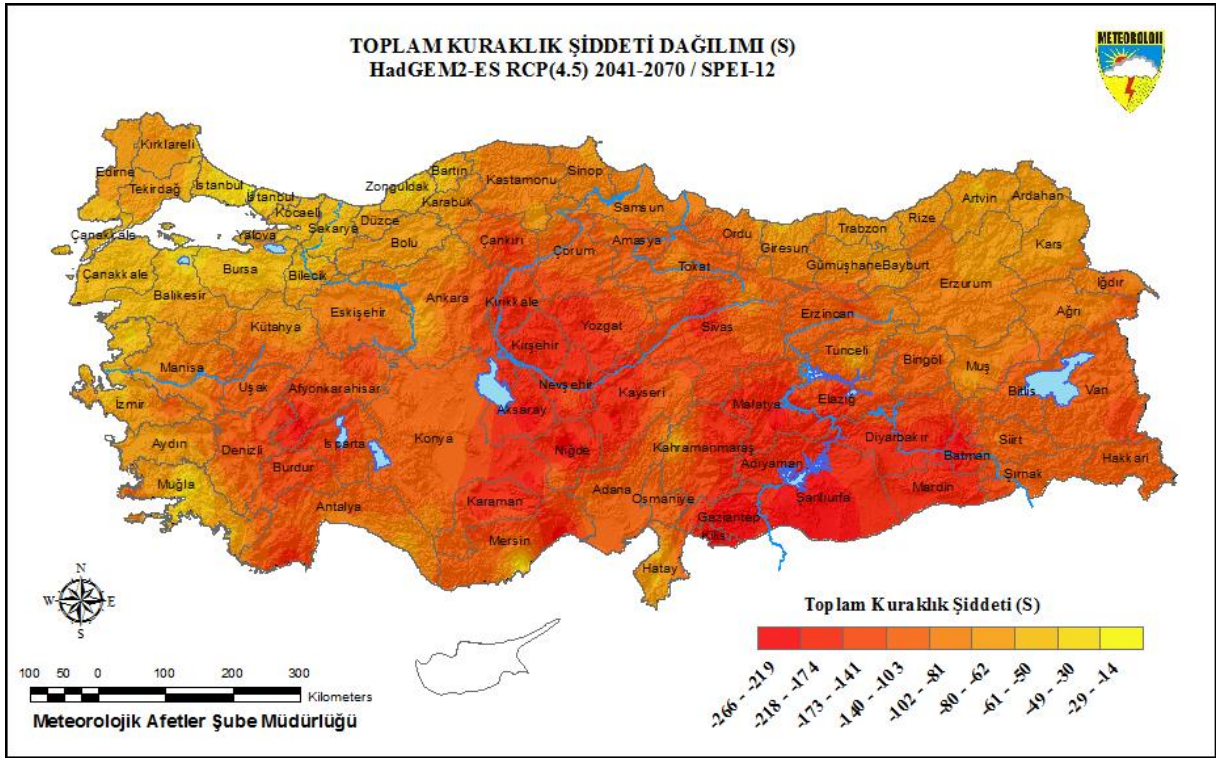 TOPLAM KURAKLIK ŞİDDETİ DAĞILIMI (S)
HadGEM2-ES RCP(4.5) 2041-2070 / SPEI-12
METEOROLOJI
Kırklareli
Edirne
Tekirdağ
İstanbul
İstanbul
Kocaeli
Yalova
Sakarya
Düzce
Zonguldak
Bartın
Karabük
Kastamonu
Sinop
Samsun
Ordu
Giresun
Trabzon
Rize
Artvin
Ardahan
Kars
Iğdır
Ağrı
Erzurum
Bayburt
Gümüşhane
Çanakkale
Çanakkale
Balıkesir
Bursa
Bilecik
Bolu
Çankırı
Çorum
Amasya
Tokat
Ankara
Eskişehir
Kütahya
Kırıkkale
Yozgat
Sivas
Erzincan
Tunceli
Bingöl
Muş
Bitlis
Van
Manisa
Uşak
Afyonkarahisar
Kırşehir
Nevşehir
Kayseri
Malatya
Elazığ
İzmir
Aydın
Denizli
Isparta
Burdur
Konya
Aksaray
Niğde
Kahramanmaraş
Adıyaman
Diyarbakır
Batman
Siirt
Şırnak
Hakkari
Muğla
Antalya
Karaman
Mersin
Adana
Osmaniye
Gaziantep
Kilis
Şanlıurfa
Mardin
Hatay
N
W
E
S
100 50 0 100 200 300
Kilometers
Meteorolojik Afetler Şube Müdürlüğü
Toplam Kuraklık Şiddeti (S)
-266 - -219
-218 - -174
-173 - -141
-140 - -103
-102 - -81
-80 - -62
-61 - -50
-49 - -30
-29 - -14